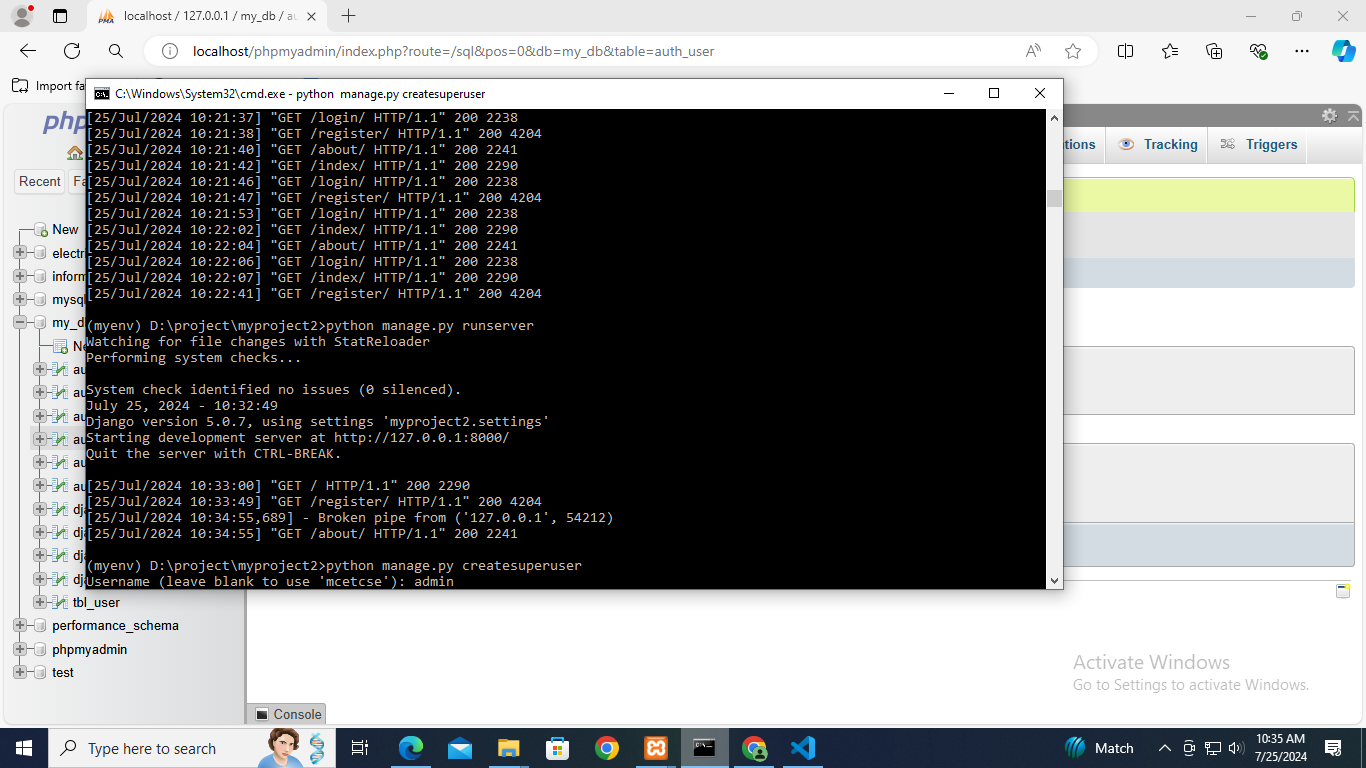 localhost / 127.0.0.1 / my_db / au
localhost/phpmyadmin/index.php?route=/sql&pos=0&db=my_db&table=auth_user
Import fa
C:\Windows\System32\cmd.exe - python manage.py createsuperuser
[25/Jul/2024 10:21:37] "GET /login/ HTTP/1.1" 200 2238
[25/Jul/2024 10:21:38] "GET /register/ HTTP/1.1" 200 4204
[25/Jul/2024 10:21:40] "GET /about/ HTTP/1.1" 200 2241
[25/Jul/2024 10:21:42] "GET /index/ HTTP/1.1" 200 2290
[25/Jul/2024 10:21:46] "GET /login/ HTTP/1.1" 200 2238
[25/Jul/2024 10:21:47] "GET /register/ HTTP/1.1" 200 4204
[25/Jul/2024 10:21:53] "GET /login/ HTTP/1.1" 200 2238
[25/Jul/2024 10:22:02] "GET /index/ HTTP/1.1" 200 2290
[25/Jul/2024 10:22:04] "GET /about/ HTTP/1.1" 200 2241
[25/Jul/2024 10:22:06] "GET /login/ HTTP/1.1" 200 2238
[25/Jul/2024 10:22:07] "GET /index/ HTTP/1.1" 200 2290
[25/Jul/2024 10:22:41] "GET /register/ HTTP/1.1" 200 4204
(myenv) D:\project\myproject2>python manage.py runserver
Watching for file changes with StatReloader
Performing system checks...
System check identified no issues (0 silenced).
July 25, 2024 - 10:32:49
Django version 5.0.7, using settings 'myproject2.settings'
Starting development server at http://127.0.0.1:8000/
Quit the server with CTRL-BREAK.
[25/Jul/2024 10:33:00] "GET / HTTP/1.1" 200 2290
[25/Jul/2024 10:33:49] "GET /register/ HTTP/1.1" 200 4204
[25/Jul/2024 10:34:55,689] - Broken pipe from ('127.0.0.1', 54212)
[25/Jul/2024 10:34:55] "GET /about/ HTTP/1.1" 200 2241
(myenv) D:\project\myproject2>python manage.py createsuperuser
Username (leave blank to use 'mcetcse'): admin
php
Recent Fa
New
electr
inform
mysq
my_d
Ne
au
au
au
au
au
au
dj
dj
dj
dj
tbl_user
performance_schema
phpmyadmin
test
tions Tracking Triggers
Console
Activate Windows
Go to Settings to activate Windows.
Type here to search
Match
10:35 AM
7/25/2024